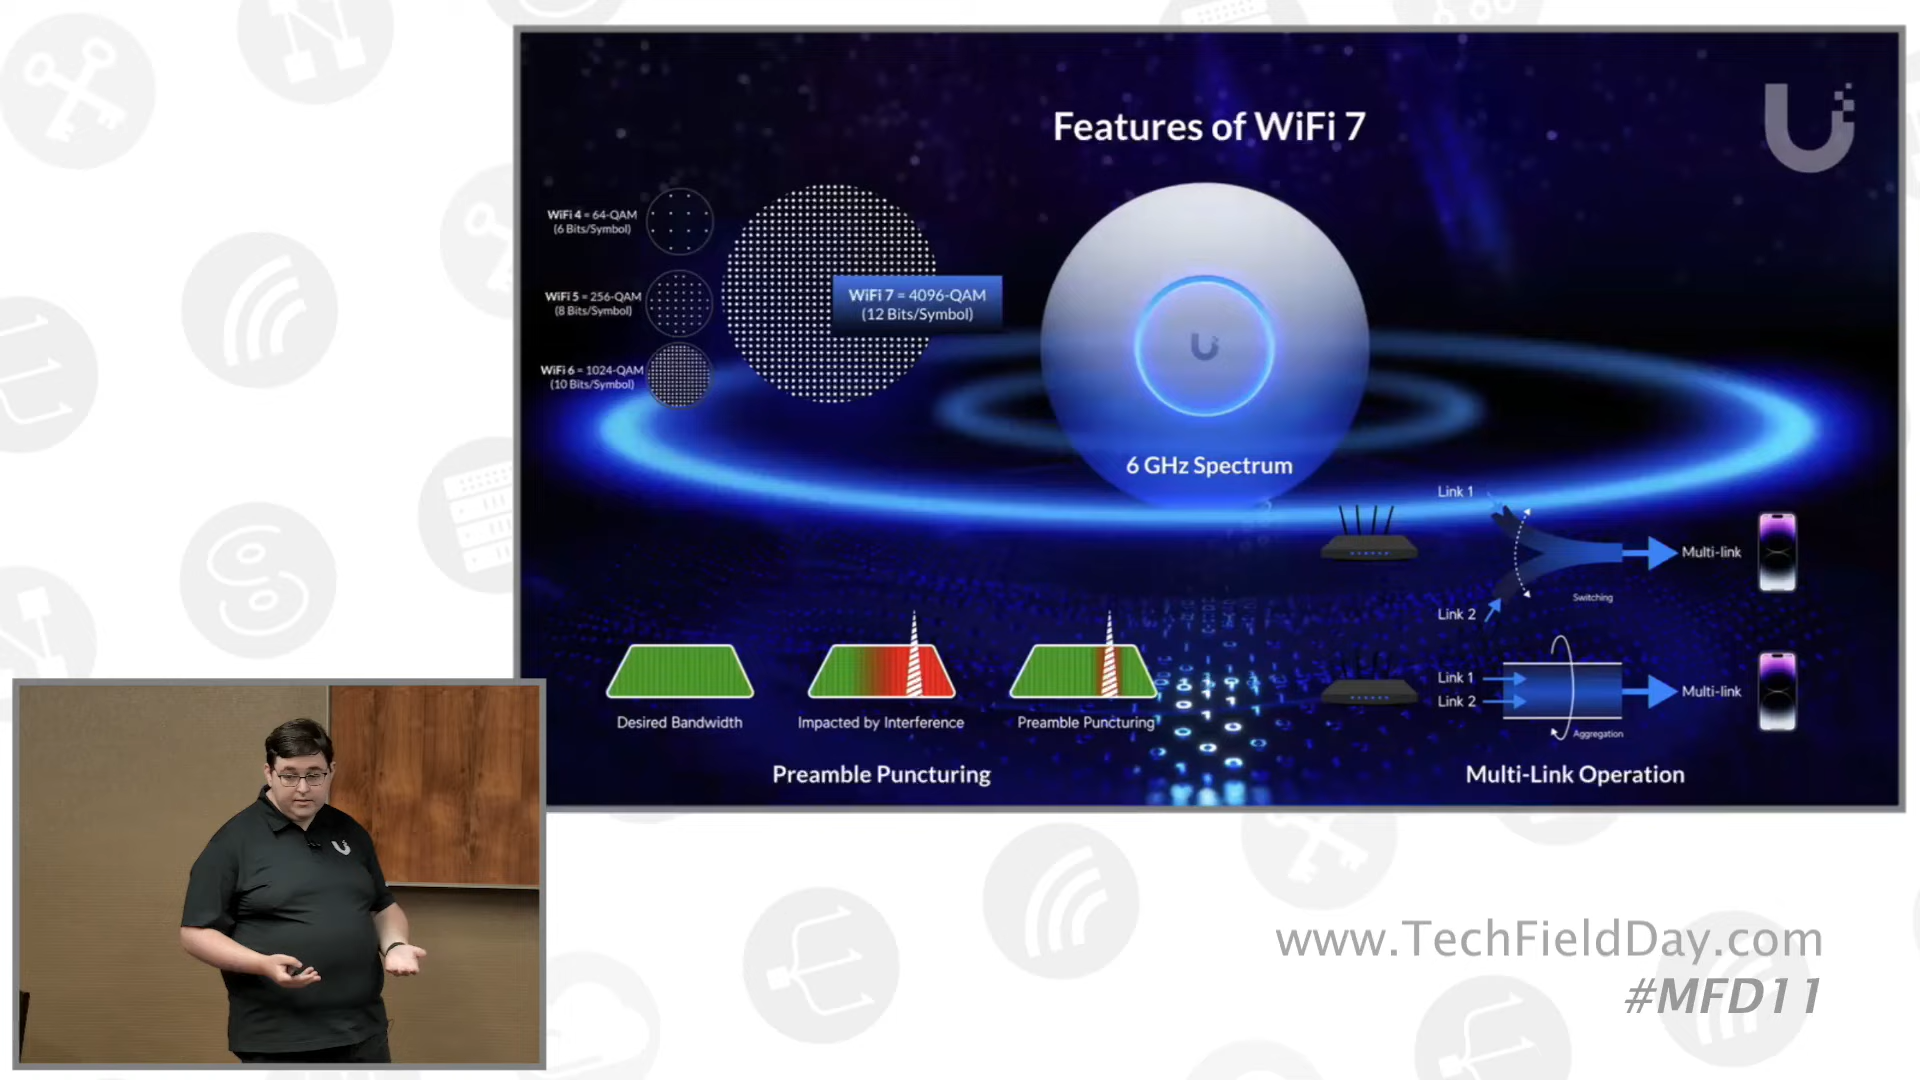 Features of WiFi 7
WiFi 4 = 64-QAM
(6 Bits/Symbol)
WiFi 5 = 256-QAM
(8 Bits/Symbol)
WiFi 6 = 1024-QAM
(10 Bits/Symbol)
WiFi 7 = 4096-QAM
(12 Bits/Symbol)
6 GHz Spectrum
Link 1
Multi-link
Switching
Link 2
Link 1
Link 2
Multi-link
Aggregation
Multi-Link Operation
Desired Bandwidth
Impacted by Interference
Preamble Puncturing
Preamble Puncturing
www.TechFieldDay.com
#MFD11